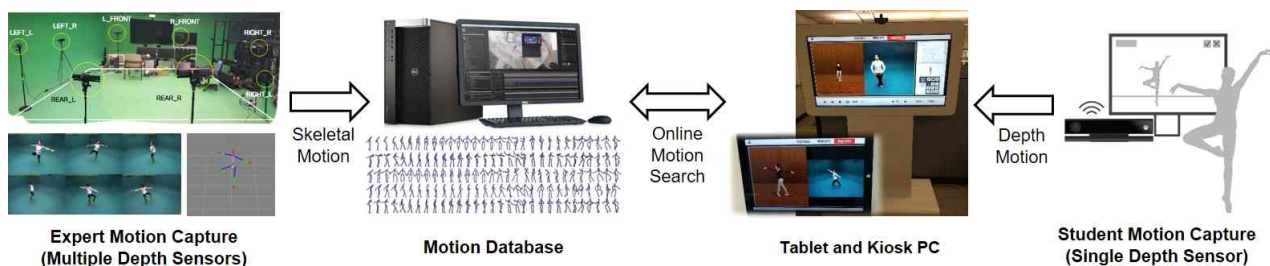 LEFT_L
LEFT_R
L_FRONT
R_FRONT
RIGHT_R
RIGHT_L
REAR_L
REAR_R
Skeletal
Motion
Online
Motion
Search
Depth
Motion
Expert Motion Capture
(Multiple Depth Sensors)
Motion Database
Tablet and Kiosk PC
Student Motion Capture
(Single Depth Sensor)